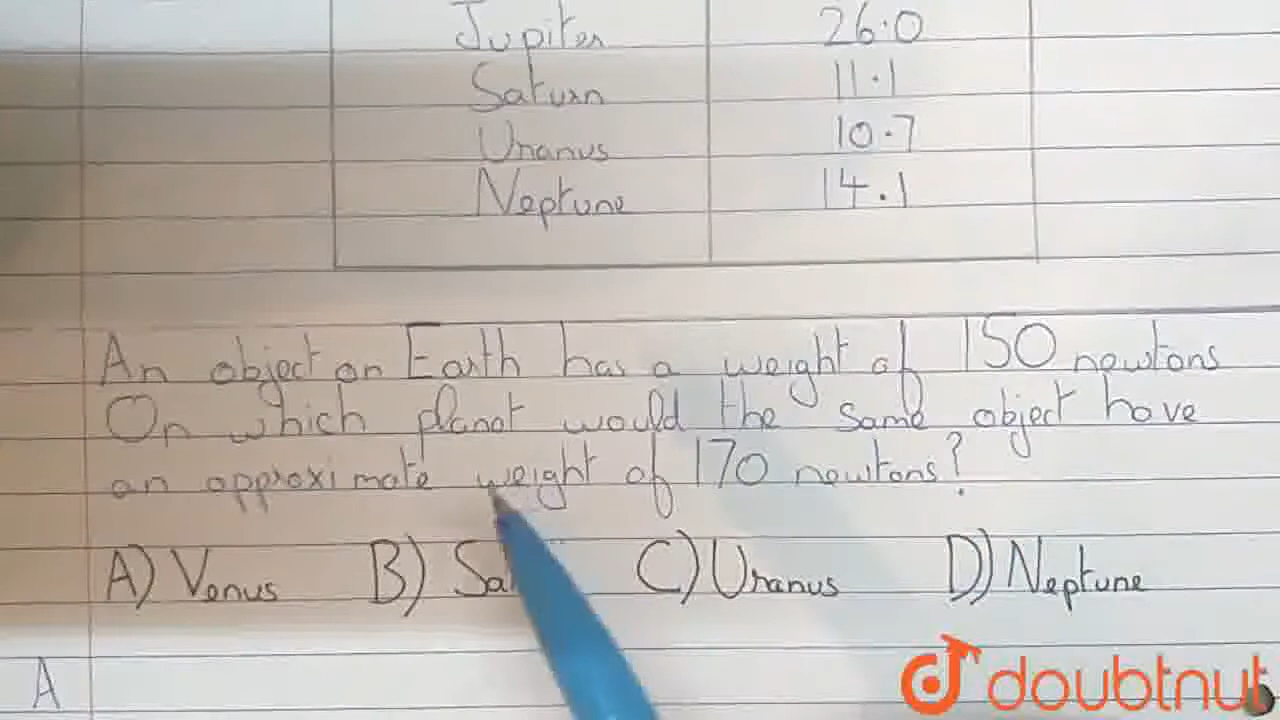 Jupiter 26.0
Saturn 11.1
Uranus 10.7
Neptune 14.1
An object on Earth has a weight of 150 newtons
On which planet would the same object have
an approximate weight of 170 newtons?
A) Venus B) Sa C) Uranus D) Neptune
A
doubtnut